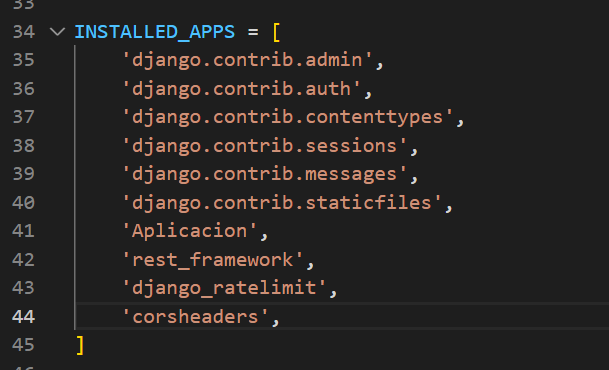 33
34 INSTALLED_APPS = [
35 'django.contrib.admin',
36 'django.contrib.auth',
37 'django.contrib.contenttypes',
38 'django.contrib.sessions',
39 'django.contrib.messages',
40 'django.contrib.staticfiles',
41 'Aplicacion',
42 'rest_framework',
43 'django_ratelimit',
44 'corsheaders',
45 ]